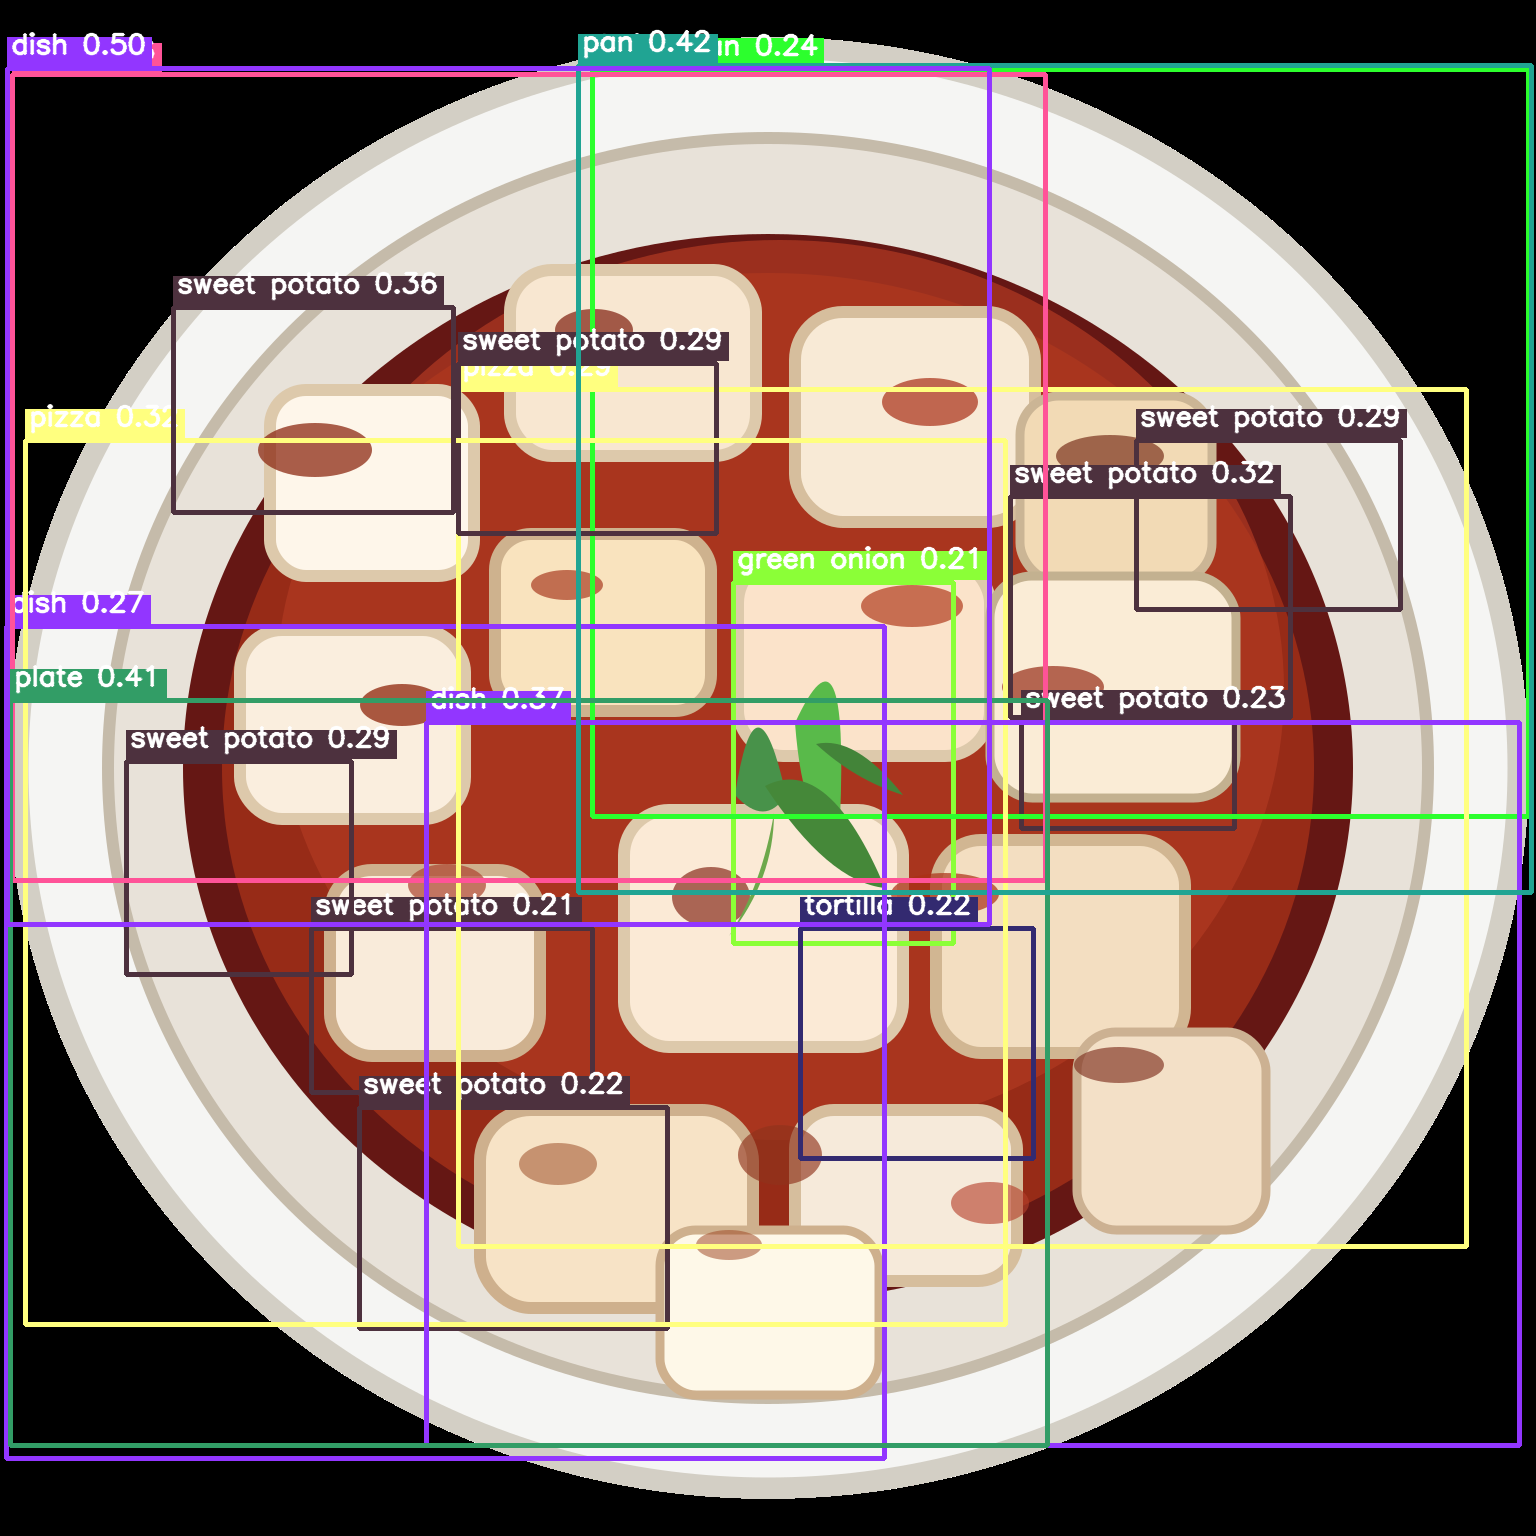 dish 0.50
pan 0.42
an 0.24
sweet potato 0.36
sweet potato 0.29
pizza 0.29
pizza 0.32
sweet potato 0.29
sweet potato 0.32
green onion 0.21
dish 0.27
plate 0.41
dish 0.37
sweet potato 0.23
sweet potato 0.29
sweet potato 0.21
tortilla 0.22
sweet potato 0.22